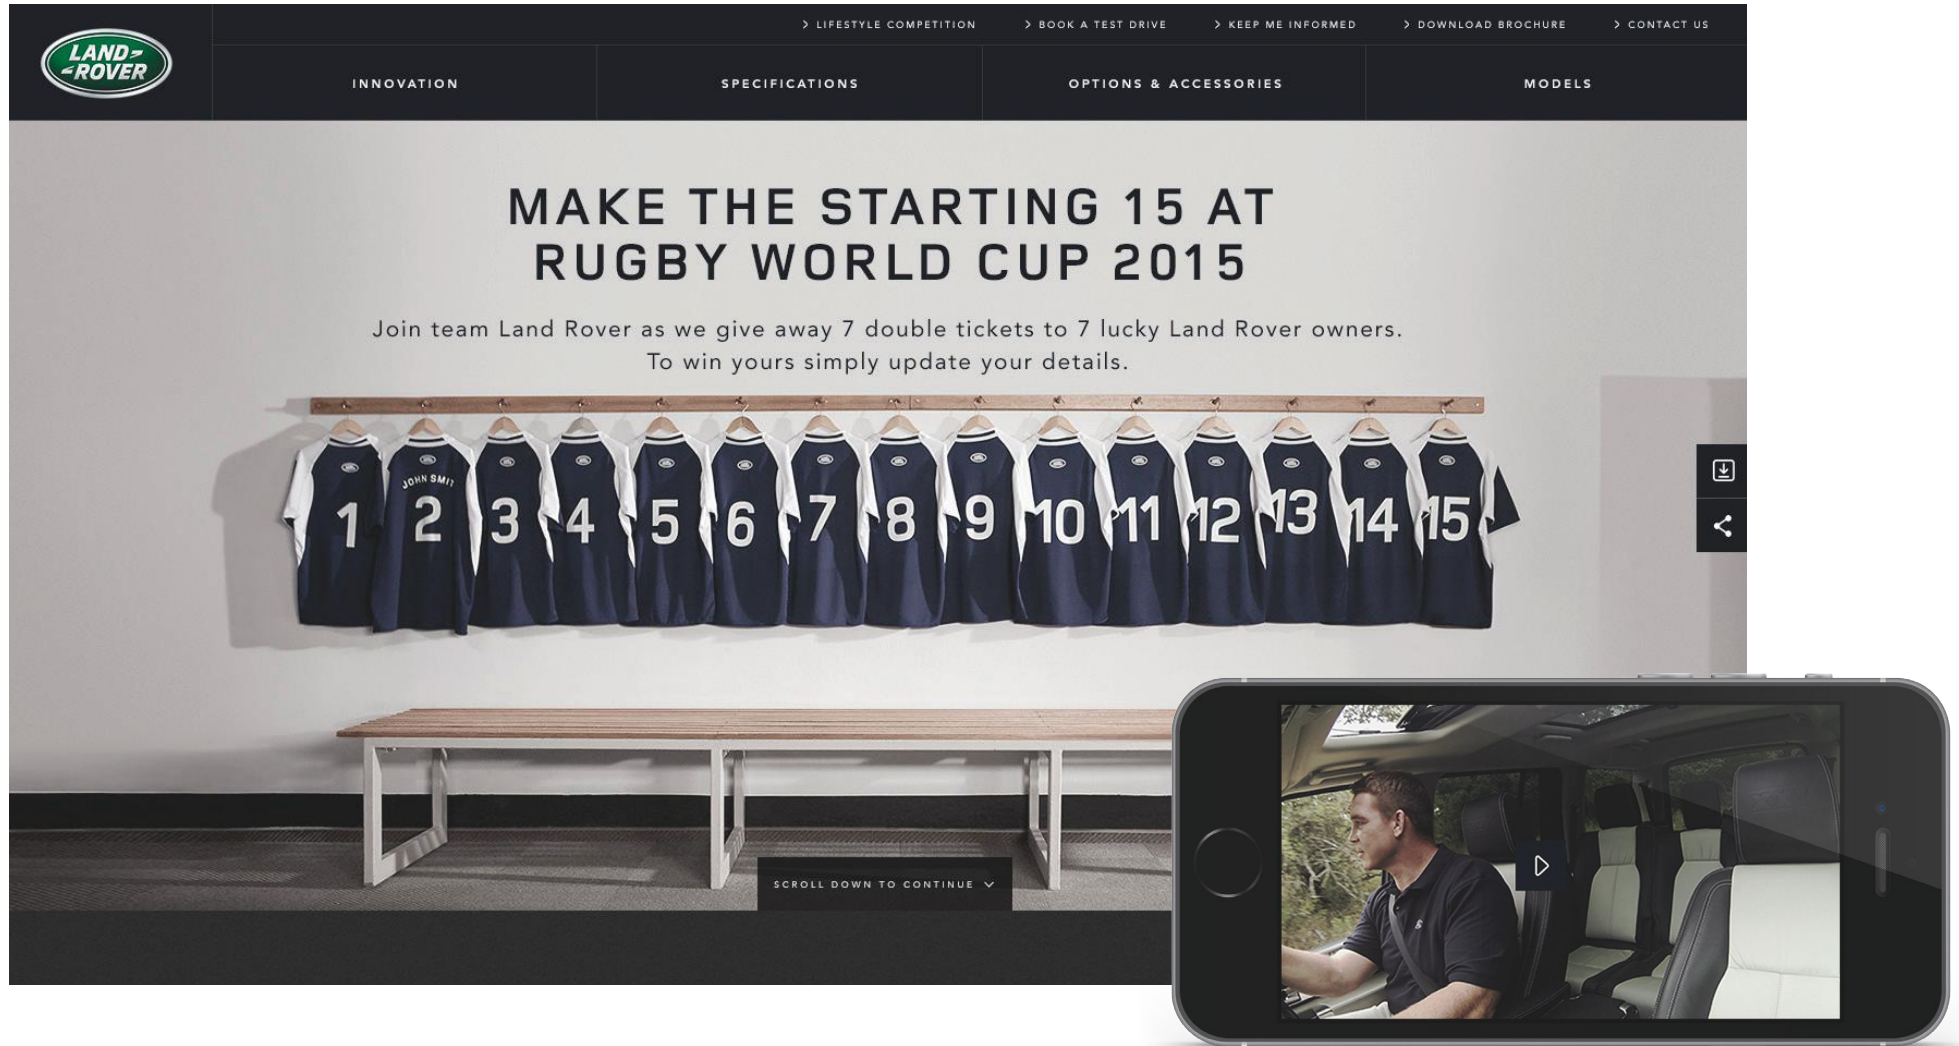 LAND
ROVER
LIFESTYLE COMPETITION
BOOK A TEST DRIVE
KEEP ME INFORMED
DOWNLOAD BROCHURE
CONTACT US
INNOVATION
SPECIFICATIONS
OPTIONS & ACCESSORIES
MODELS
MAKE THE STARTING 15 AT
RUGBY WORLD CUP 2015
Join team Land Rover as we give away 7 double tickets to 7 lucky Land Rover owners.
To win yours simply update your details.
JOHN SMIT
1 2 3 4 5 6 7 8 9 10 11 12 13 14 15
SCROLL DOWN TO CONTINUE